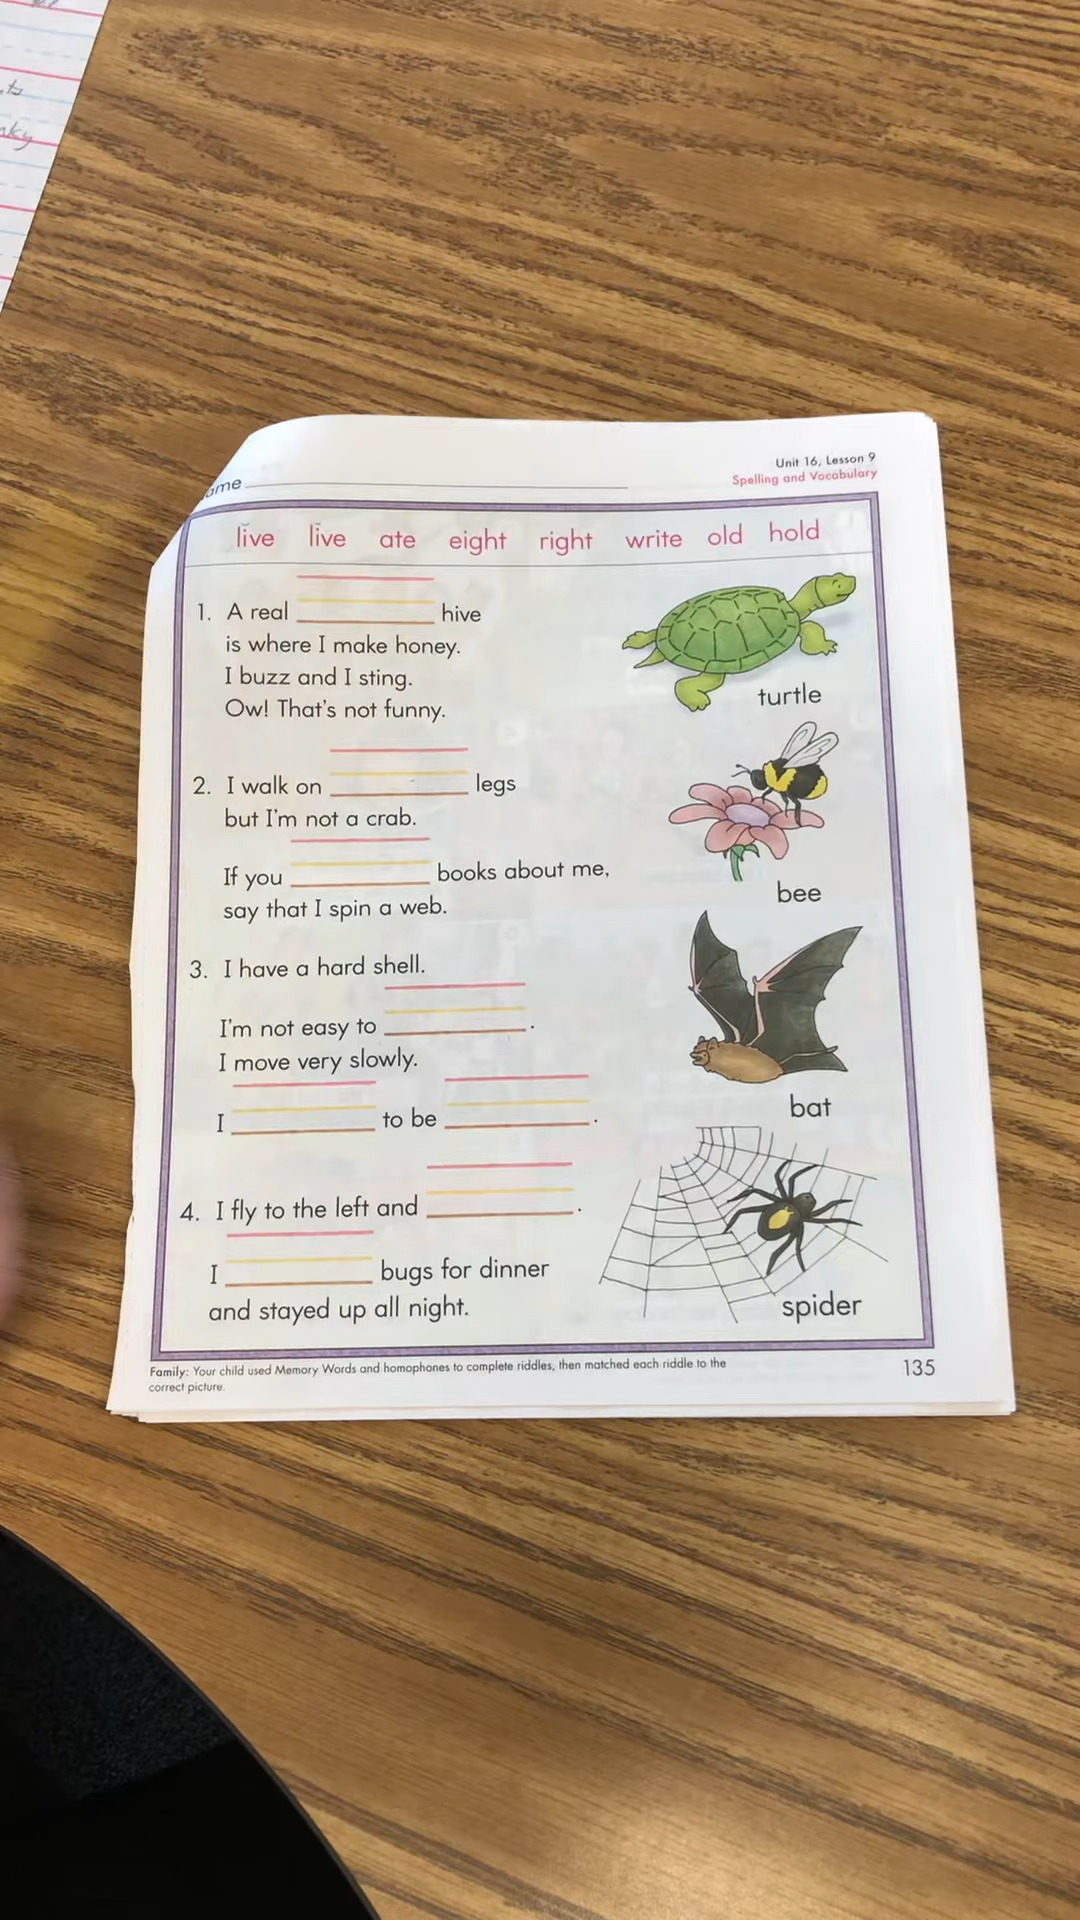 ame
Unit 16, Lesson 9
Spelling and Vocabulary
lĭve līve ate eight right write old hold
1. A real hive
is where I make honey.
I buzz and I sting.
Ow! That's not funny.
turtle
2. I walk on legs
but I'm not a crab.
If you books about me,
say that I spin a web.
bee
3. I have a hard shell.
I'm not easy to .
I move very slowly.
I to be .
bat
4. I fly to the left and .
I bugs for dinner
and stayed up all night.
spider
Family: Your child used Memory Words and homophones to complete riddles, then matched each riddle to the
correct picture.
135